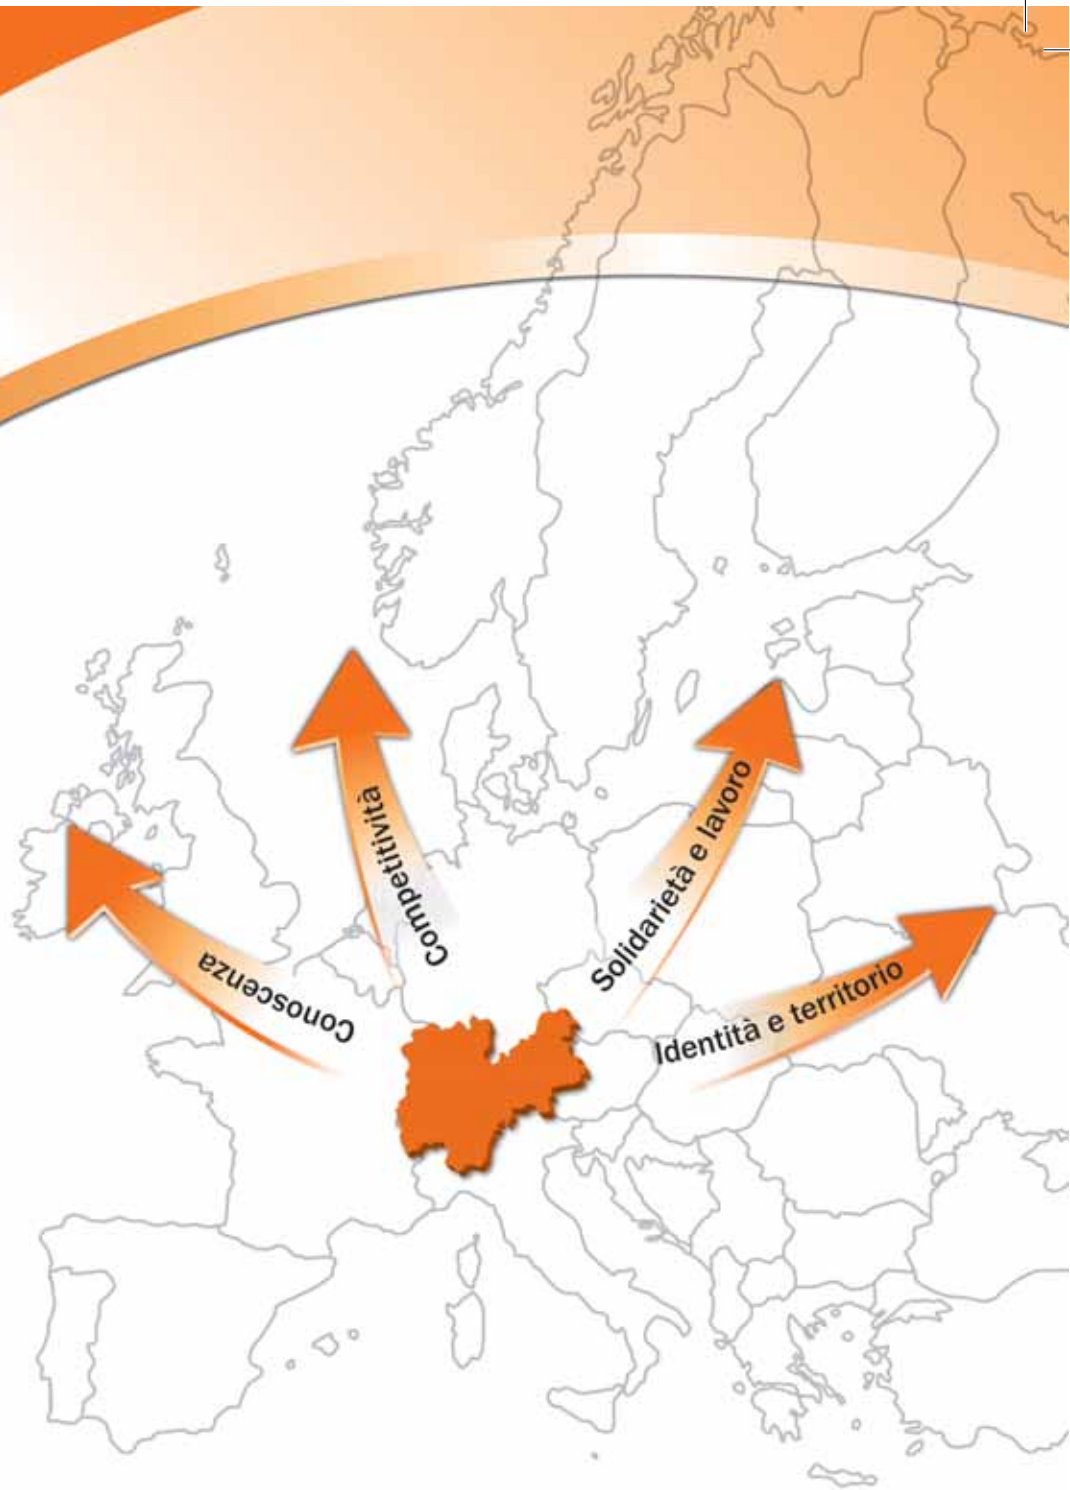 Conoscenza
Competitività
Solidarietà e lavoro
Identità e territorio